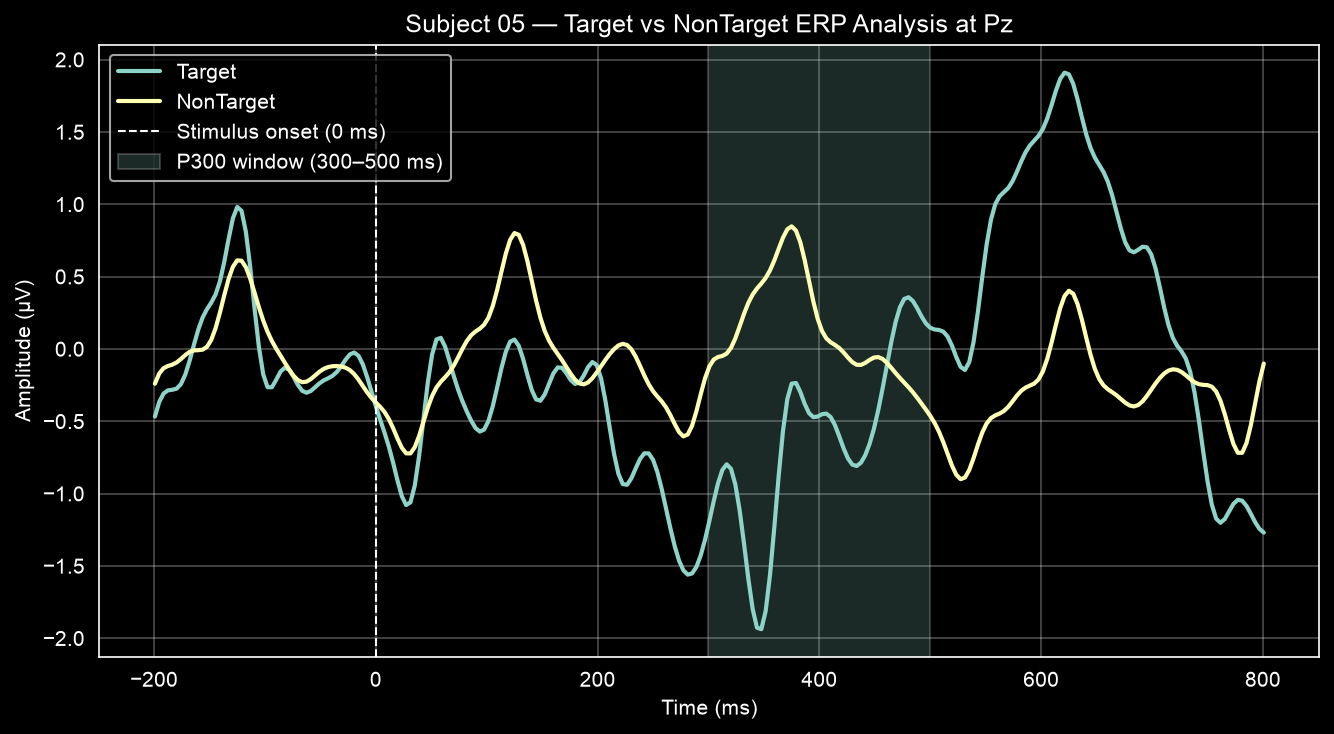 Subject 05 — Target vs NonTarget ERP Analysis at Pz
Target
NonTarget
Stimulus onset (0 ms)
P300 window (300–500 ms)
Amplitude (µV)
2.0
1.5
1.0
0.5
0.0
−0.5
−1.0
−1.5
−2.0
−200 0 200 400 600 800
Time (ms)